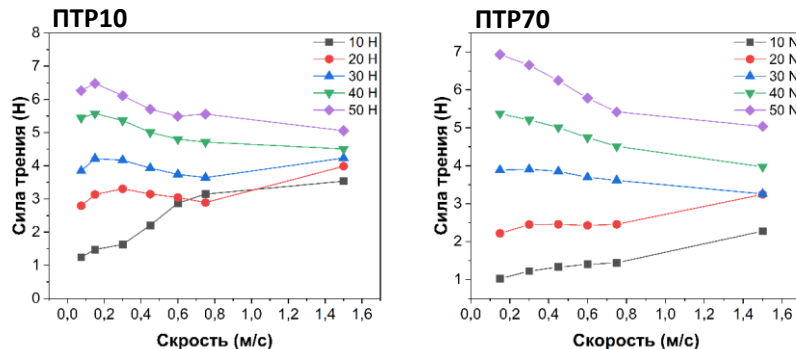 ПТР10
8
7
6
5
4
3
2
1
0
Сила трения (Н)
10 Н
20 Н
30 Н
40 Н
50 Н
0,0 0,2 0,4 0,6 0,8 1,0 1,2 1,4 1,6
Скрость (м/с)
ПТР70
7
6
5
4
3
2
1
Сила трения (Н)
10 N
20 N
30 N
40 N
50 N
0,0 0,2 0,4 0,6 0,8 1,0 1,2 1,4 1,6
Скорость (м/с)